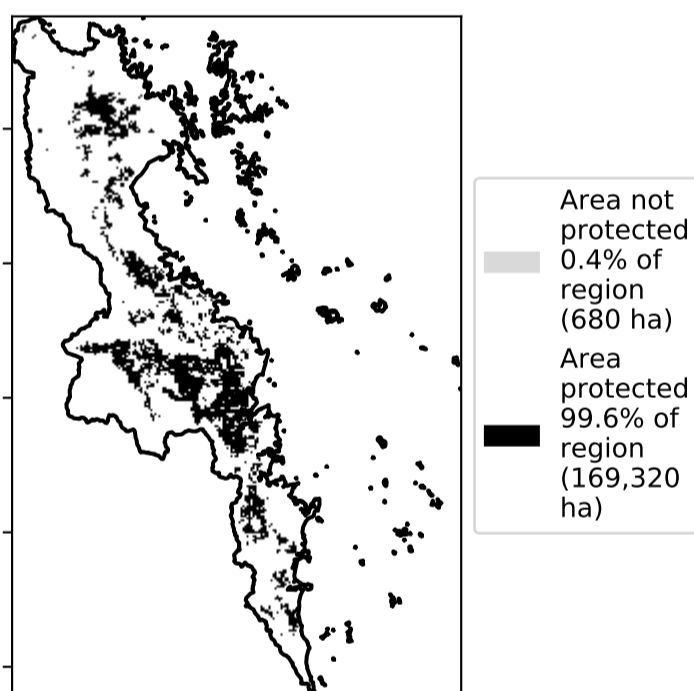 Area not
protected
0.4% of
region
(680 ha)
Area
protected
99.6% of
region
(169,320
ha)